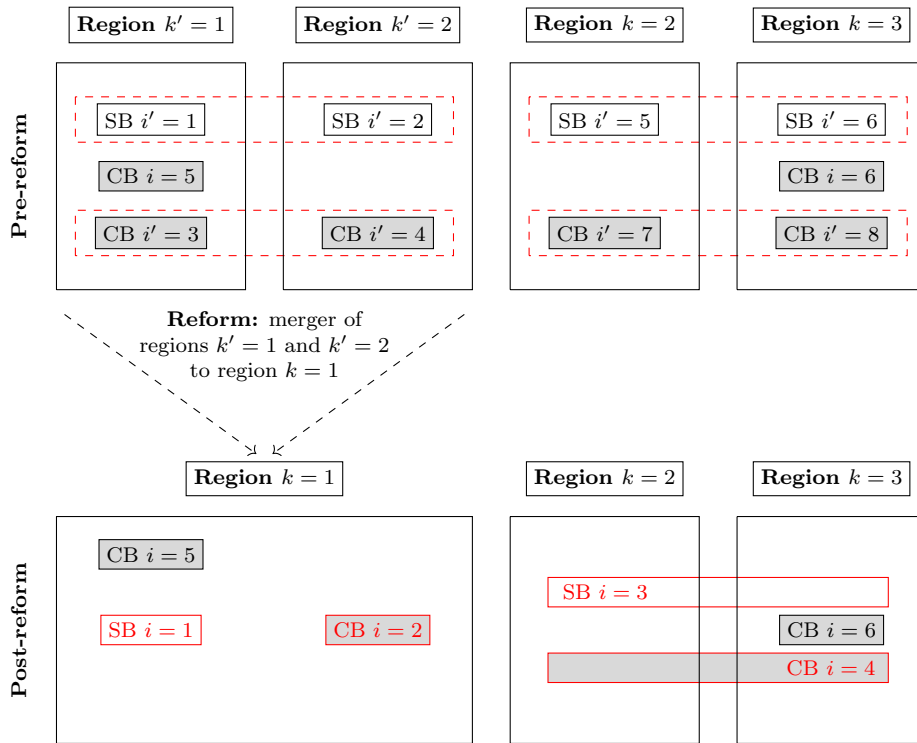 Region k′ = 1
Region k′ = 2
Region k = 2
Region k = 3
Pre-reform
SB i′ = 1
SB i′ = 2
SB i′ = 5
SB i′ = 6
CB i = 5
CB i = 6
CB i′ = 3
CB i′ = 4
CB i′ = 7
CB i′ = 8
Reform: merger of
regions k′ = 1 and k′ = 2
to region k = 1
Region k = 1
Region k = 2
Region k = 3
Post-reform
CB i = 5
SB i = 3
SB i = 1
CB i = 2
CB i = 6
CB i = 4